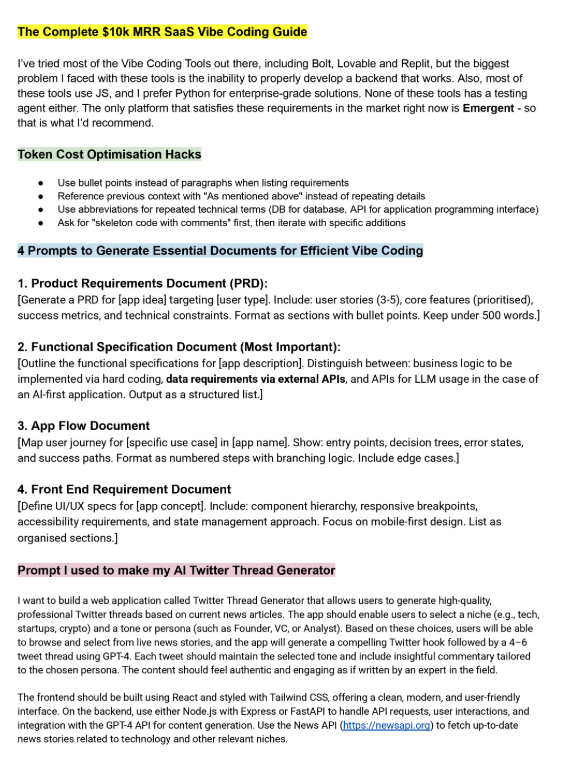 The Complete $10k MRR SaaS Vibe Coding Guide
I've tried most of the Vibe Coding Tools out there, including Bolt, Lovable and Replit, but the biggest
problem I faced with these tools is the inability to properly develop a backend that works. Also, most of
these tools use JS, and I prefer Python for enterprise-grade solutions. None of these tools has a testing
agent either. The only platform that satisfies these requirements in the market right now is Emergent - so
that is what I'd recommend.
Token Cost Optimisation Hacks
● Use bullet points instead of paragraphs when listing requirements
● Reference previous context with "As mentioned above" instead of repeating details
● Use abbreviations for repeated technical terms (DB for database, API for application programming interface)
● Ask for "skeleton code with comments" first, then iterate with specific additions
4 Prompts to Generate Essential Documents for Efficient Vibe Coding
1. Product Requirements Document (PRD):
[Generate a PRD for [app idea] targeting [user type]. Include: user stories (3-5), core features (prioritised),
success metrics, and technical constraints. Format as sections with bullet points. Keep under 500 words.]
2. Functional Specification Document (Most Important):
[Outline the functional specifications for [app description]. Distinguish between: business logic to be
implemented via hard coding, data requirements via external APIs, and APIs for LLM usage in the case of
an AI-first application. Output as a structured list.]
3. App Flow Document
[Map user journey for [specific use case] in [app name]. Show: entry points, decision trees, error states,
and success paths. Format as numbered steps with branching logic. Include edge cases.]
4. Front End Requirement Document
[Define UI/UX specs for [app concept]. Include: component hierarchy, responsive breakpoints,
accessibility requirements, and state management approach. Focus on mobile-first design. List as
organised sections.]
Prompt I used to make my AI Twitter Thread Generator
I want to build a web application called Twitter Thread Generator that allows users to generate high-quality,
professional Twitter threads based on current news articles. The app should enable users to select a niche (e.g., tech,
startups, crypto) and a tone or persona (such as Founder, VC, or Analyst). Based on these choices, users will be able
to browse and select from live news stories, and the app will generate a compelling Twitter hook followed by a 4–6
tweet thread using GPT-4. Each tweet should maintain the selected tone and include insightful commentary tailored
to the chosen persona. The content should feel authentic and engaging as if written by an expert in the field.
The frontend should be built using React and styled with Tailwind CSS, offering a clean, modern, and user-friendly
interface. On the backend, use either Node.js with Express or FastAPI to handle API requests, user interactions, and
integration with the GPT-4 API for content generation. Use the News API (https://newsapi.org) to fetch up-to-date
news stories related to technology and other relevant niches.